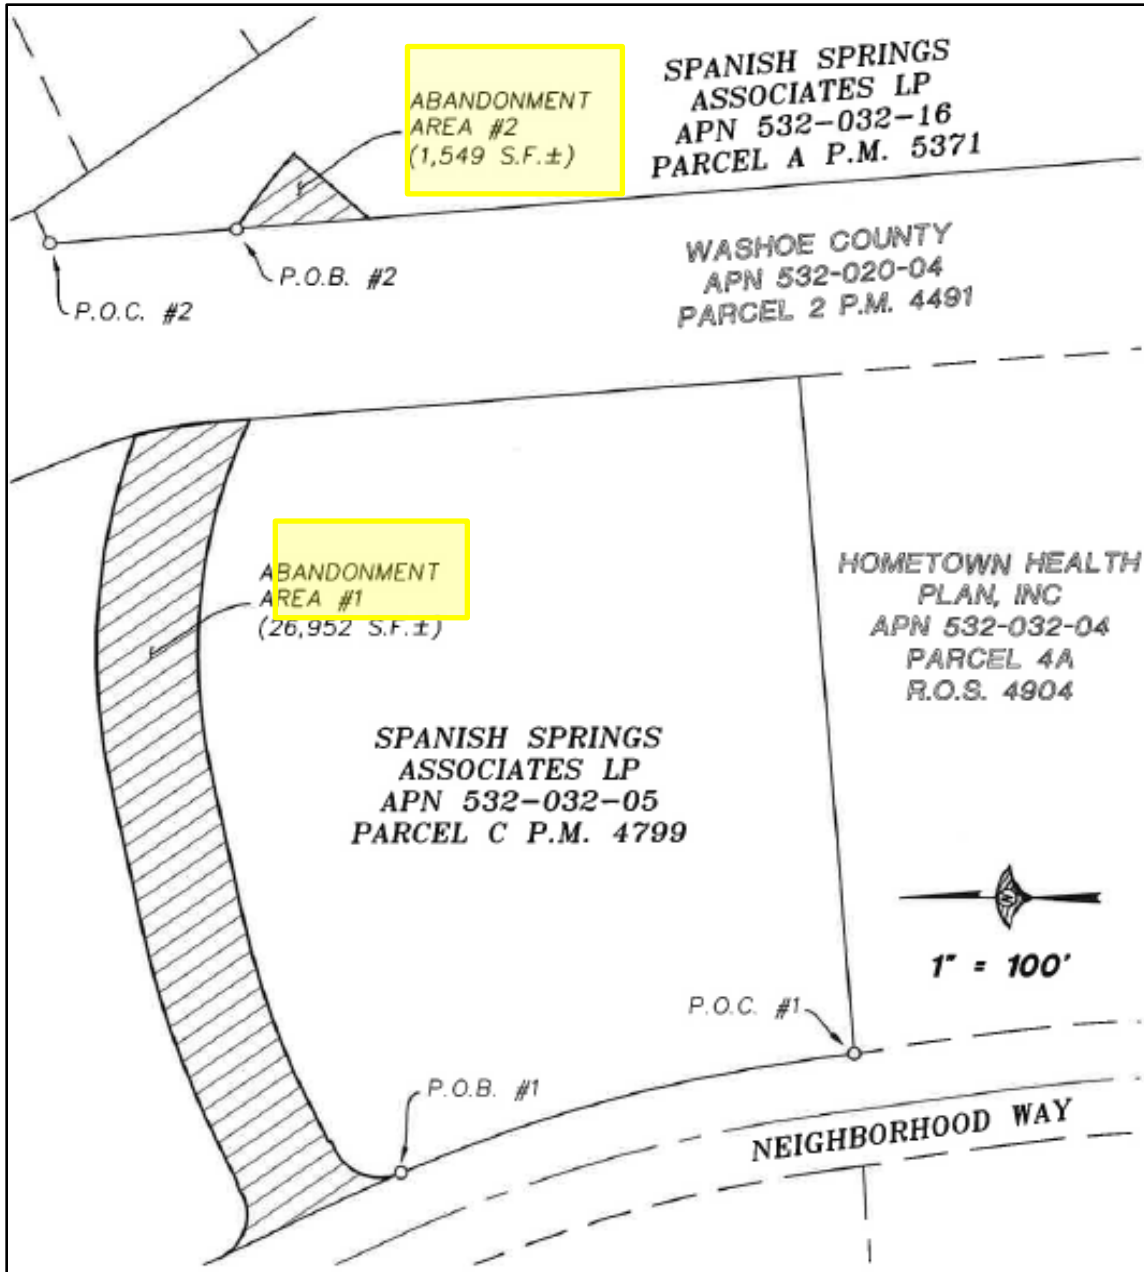 ABANDONMENT
AREA #2
(1,549 S.F.±)
SPANISH SPRINGS
ASSOCIATES LP
APN 532-032-16
PARCEL A P.M. 5371
P.O.C. #2
P.O.B. #2
WASHOE COUNTY
APN 532-020-04
PARCEL 2 P.M. 4491
ABANDONMENT
AREA #1
(26,952 S.F.±)
HOMETOWN HEALTH
PLAN, INC
APN 532-032-04
PARCEL 4A
R.O.S. 4904
SPANISH SPRINGS
ASSOCIATES LP
APN 532-032-05
PARCEL C P.M. 4799
N
1" = 100'
P.O.C. #1
P.O.B. #1
NEIGHBORHOOD WAY